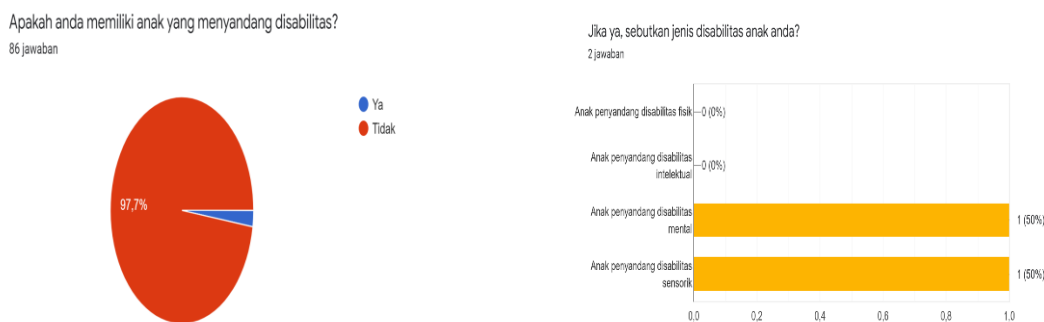 Apakah anda memiliki anak yang menyandang disabilitas?
86 jawaban
Ya
Tidak
97,7%
Jika ya, sebutkan jenis disabilitas anak anda?
2 jawaban
Anak penyandang disabilitas fisik
0 (0%)
Anak penyandang disabilitas
intelektual
0 (0%)
Anak penyandang disabilitas
mental
1 (50%)
Anak penyandang disabilitas
sensorik
1 (50%)
0,0 0,2 0,4 0,6 0,8 1,0